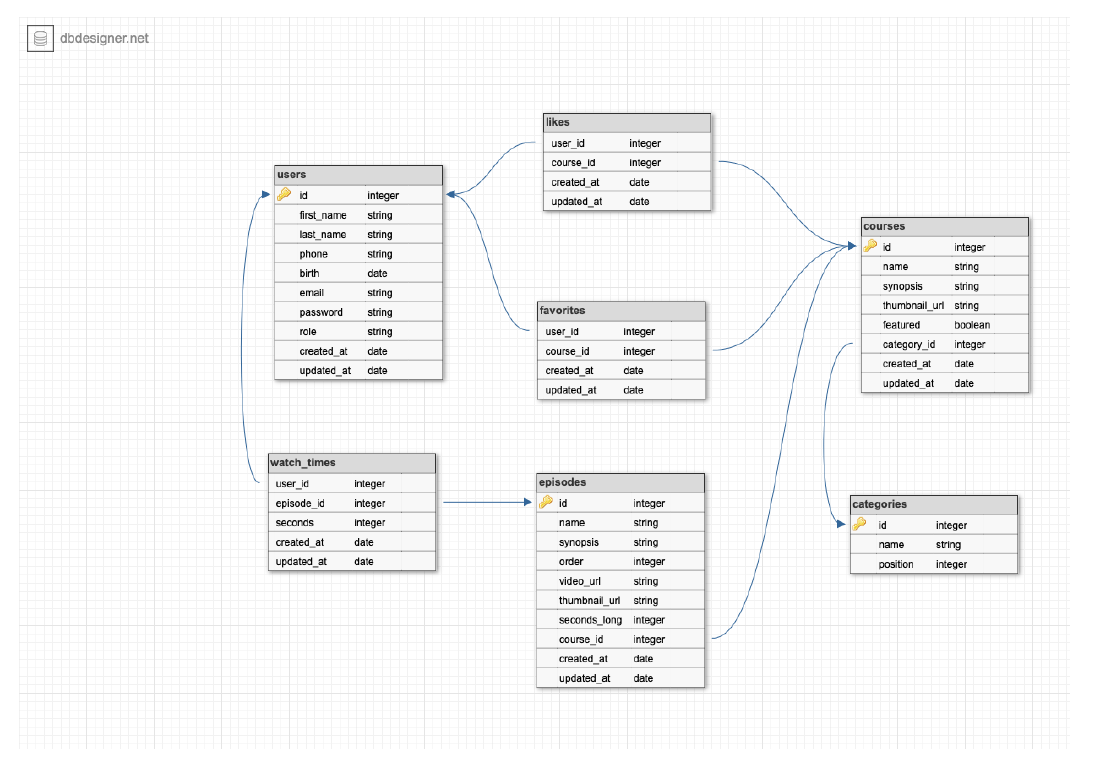 dbdesigner.net
likes
user_id integer
course_id integer
created_at date
updated_at date
users
id integer
first_name string
last_name string
phone string
birth date
email string
password string
role string
created_at date
updated_at date
courses
id integer
name string
synopsis string
thumbnail_url string
featured boolean
category_id integer
created_at date
updated_at date
favorites
user_id integer
course_id integer
created_at date
updated_at date
watch_times
user_id integer
episode_id integer
seconds integer
created_at date
updated_at date
episodes
id integer
name string
synopsis string
order integer
video_url string
thumbnail_url string
seconds_long integer
course_id integer
created_at date
updated_at date
categories
id integer
name string
position integer